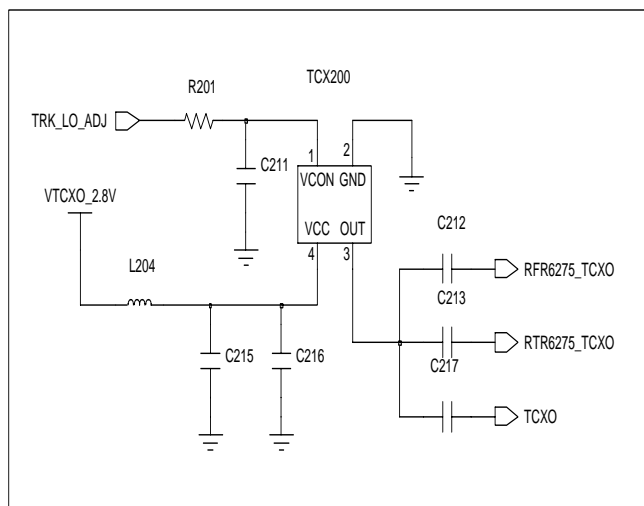 TCX200
R201
TRK_LO_ADJ
1 2
C211
VCON GND
VTCXO_2.8V
VCC OUT
C212
4 3
L204
RFR6275_TCXO
C213
C215 C216
RTR6275_TCXO
C217
TCXO